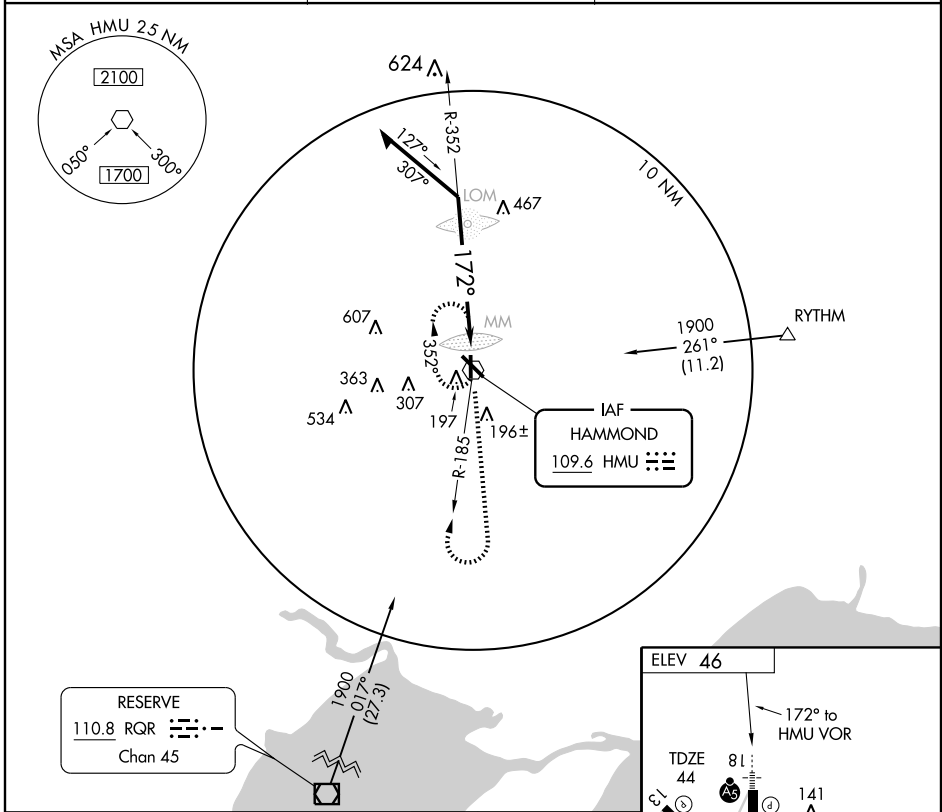 MSA HMU 25 NM
2100
050°
300°
1700
624
R-352
127°
307°
10 NM
LOM
467
172°
607
MM
352°
RYTHM
1900
261°
(11.2)
363
307
534
197
196±
R-185
IAF
HAMMOND
109.6 HMU
1900
017°
(27.3)
RESERVE
110.8 RQR
Chan 45
ELEV 46
172° to
HMU VOR
TDZE
44
18
A5
13
P
P
141